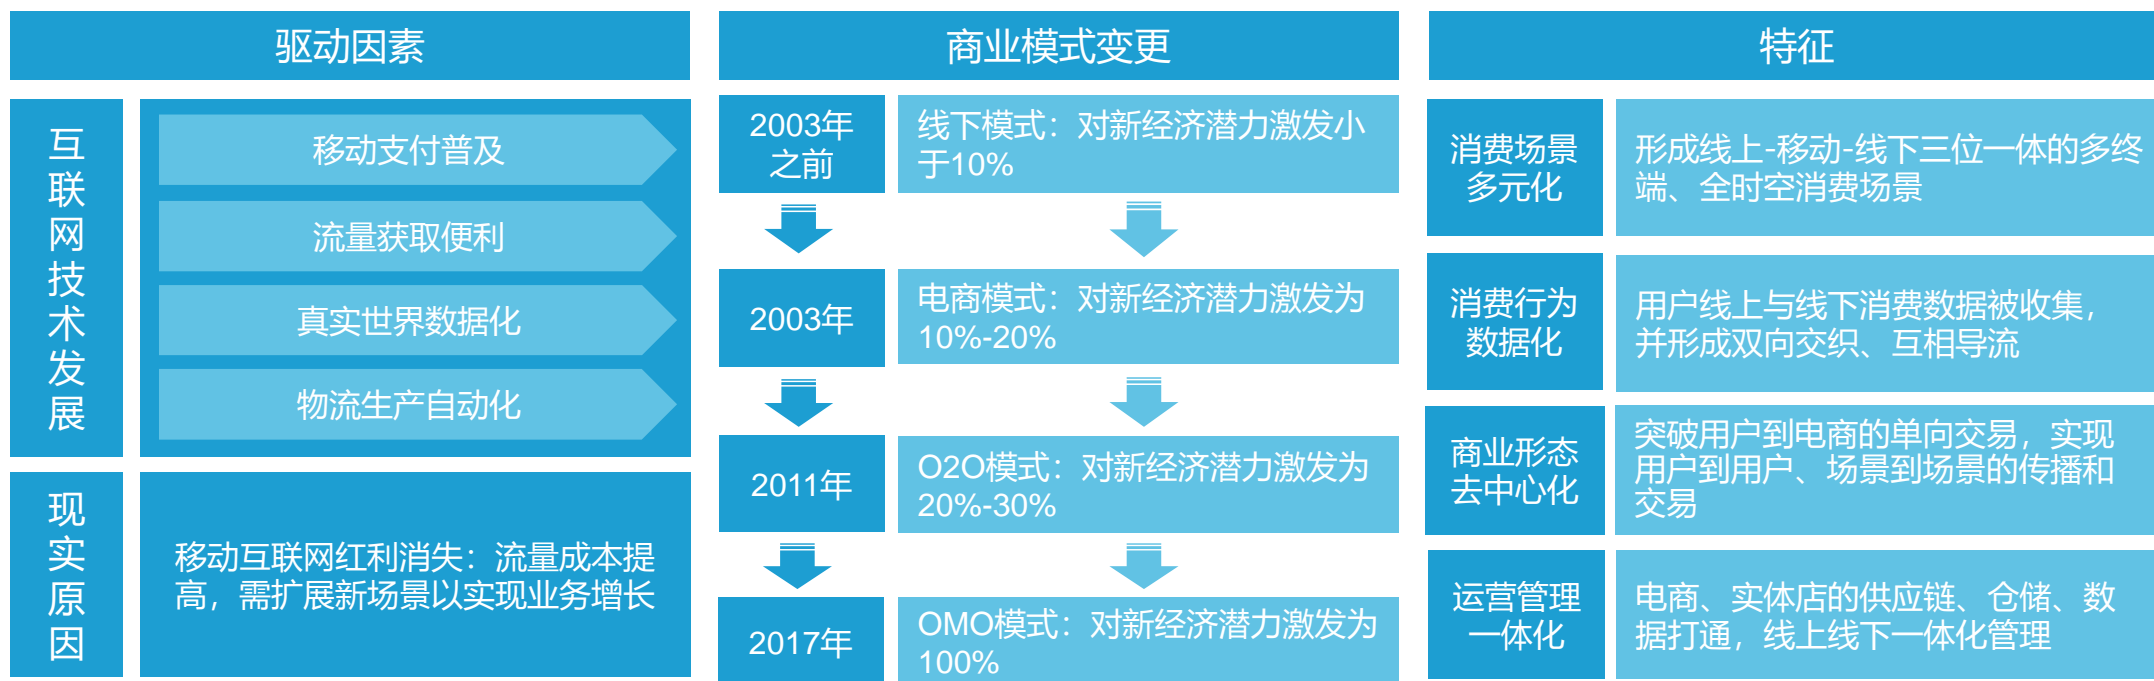 驱动因素
互联网技术发展
移动支付普及
流量获取便利
真实世界数据化
物流生产自动化
现实原因
移动互联网红利消失：流量成本提
高，需扩展新场景以实现业务增长
商业模式变更
2003年
之前
线下模式：对新经济潜力激发小
于10%
2003年
电商模式：对新经济潜力激发为
10%-20%
2011年
O2O模式：对新经济潜力激发为
20%-30%
2017年
OMO模式：对新经济潜力激发为
100%
特征
消费场景
多元化
形成线上-移动-线下三位一体的多终
端、全时空消费场景
消费行为
数据化
用户线上与线下消费数据被收集，
并形成双向交织、互相导流
商业形态
去中心化
突破用户到电商的单向交易，实现
用户到用户、场景到场景的传播和
交易
运营管理
一体化
电商、实体店的供应链、仓储、数
据打通，线上线下一体化管理